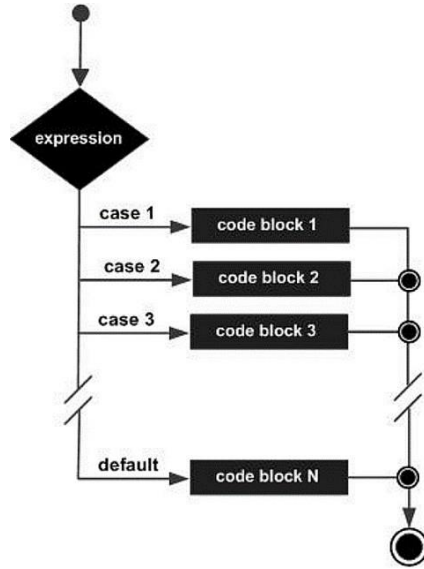 expression
case 1
code block 1
case 2
code block 2
case 3
code block 3
default
code block N